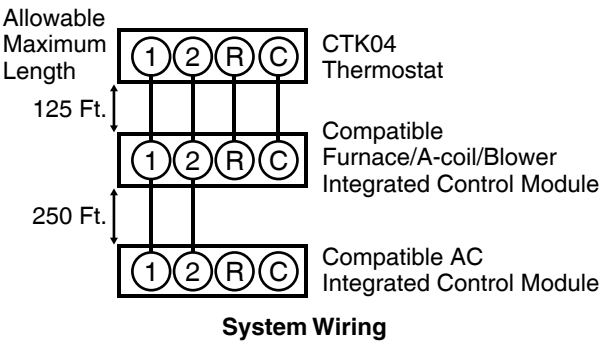 Allowable
Maximum
Length
1 2 R C
CTK04
Thermostat
125 Ft.
1 2 R C
Compatible
Furnace/A-coil/Blower
Integrated Control Module
250 Ft.
1 2 R C
Compatible AC
Integrated Control Module
System Wiring